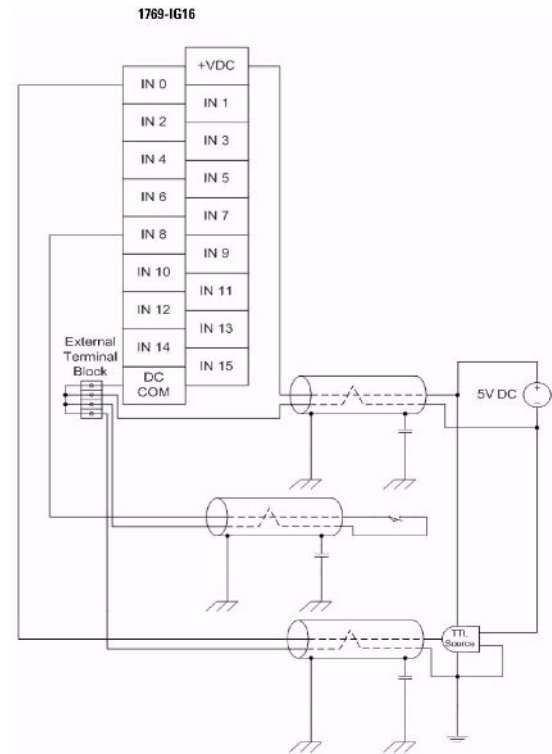 1769-IG16
+VDC
IN 0
IN 1
IN 2
IN 3
IN 4
IN 5
IN 6
IN 7
IN 8
IN 9
IN 10
IN 11
IN 12
IN 13
IN 14
IN 15
DC
COM
External
Terminal
Block
5V DC
+
−
TTL
Source